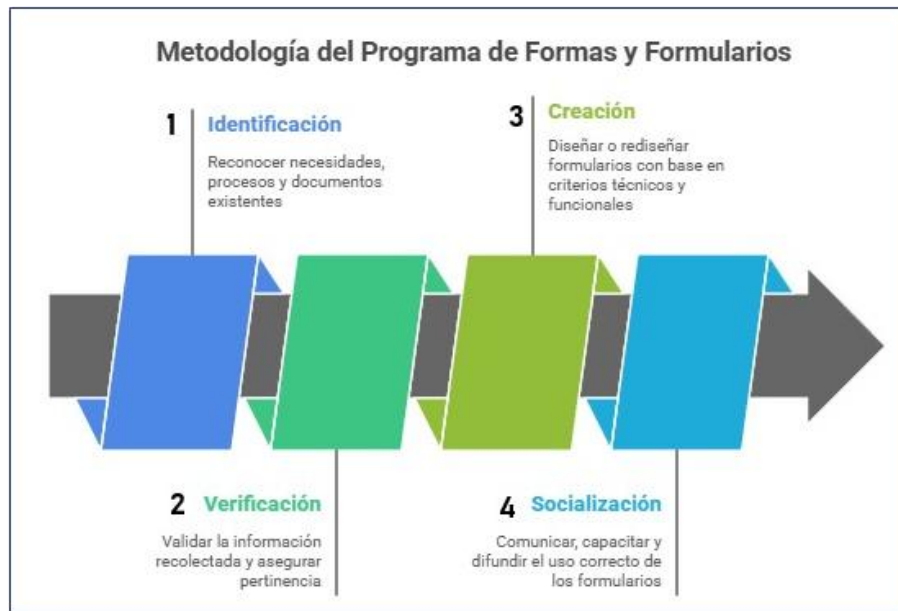 Metodología del Programa de Formas y Formularios
1 Identificación
Reconocer necesidades,
procesos y documentos
existentes
2 Verificación
Validar la información
recolectada y asegurar
pertinencia
3 Creación
Diseñar o rediseñar
formularios con base en
criterios técnicos y
funcionales
4 Socialización
Comunicar, capacitar y
difundir el uso correcto de
los formularios